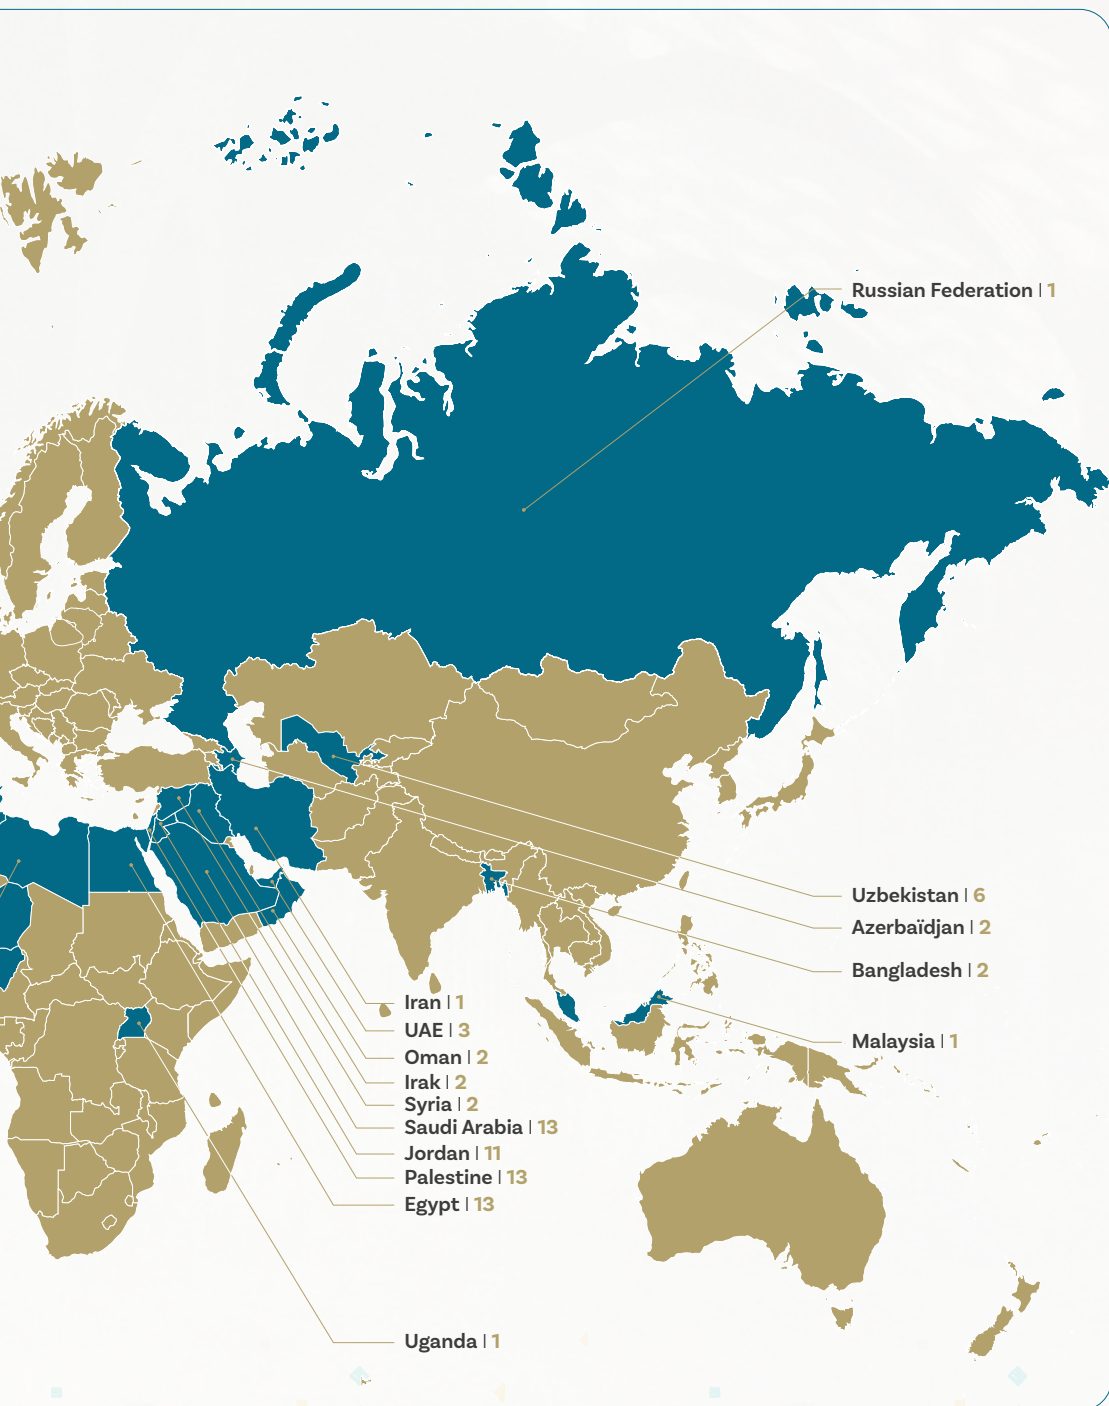 Russian Federation | 1
Uzbekistan | 6
Azerbaïdjan | 2
Bangladesh | 2
Malaysia | 1
Iran | 1
UAE | 3
Oman | 2
Irak | 2
Syria | 2
Saudi Arabia | 13
Jordan | 11
Palestine | 13
Egypt | 13
Uganda | 1